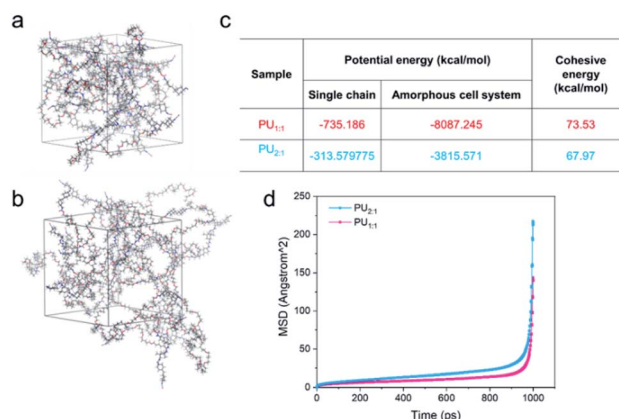 a
c
Sample
Potential energy (kcal/mol)
Cohesive
energy
(kcal/mol)
Single chain
Amorphous cell system
PU1:1
-735.186
-8087.245
73.53
PU2:1
-313.579775
-3815.571
67.97
b
d
250
200
150
100
50
0
MSD (Angstrom^2)
PU2:1
PU1:1
0
200
400
600
800
1000
Time (ps)